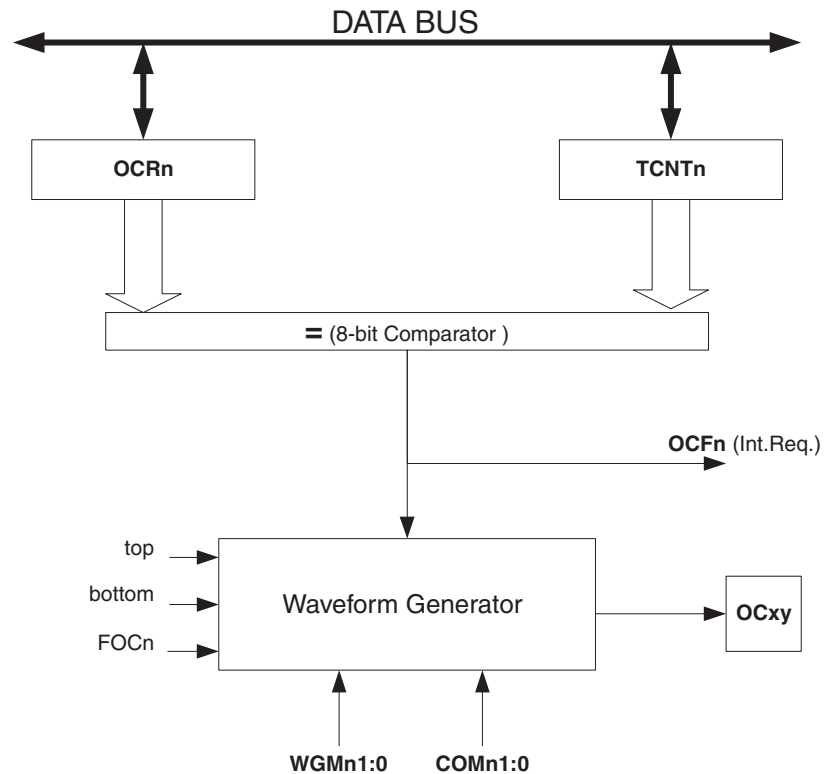 DATA BUS
OCRn
TCNTn
= (8-bit Comparator )
OCFn (Int.Req.)
top
bottom
FOCn
Waveform Generator
OCxy
WGMn1:0
COMn1:0